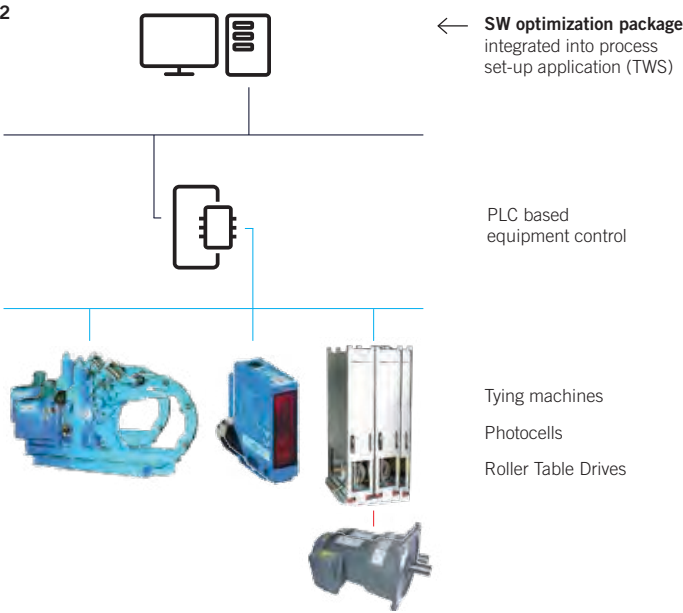 2
SW optimization package
integrated into process
set-up application (TWS)
PLC based
equipment control
Tying machines
Photocells
Roller Table Drives